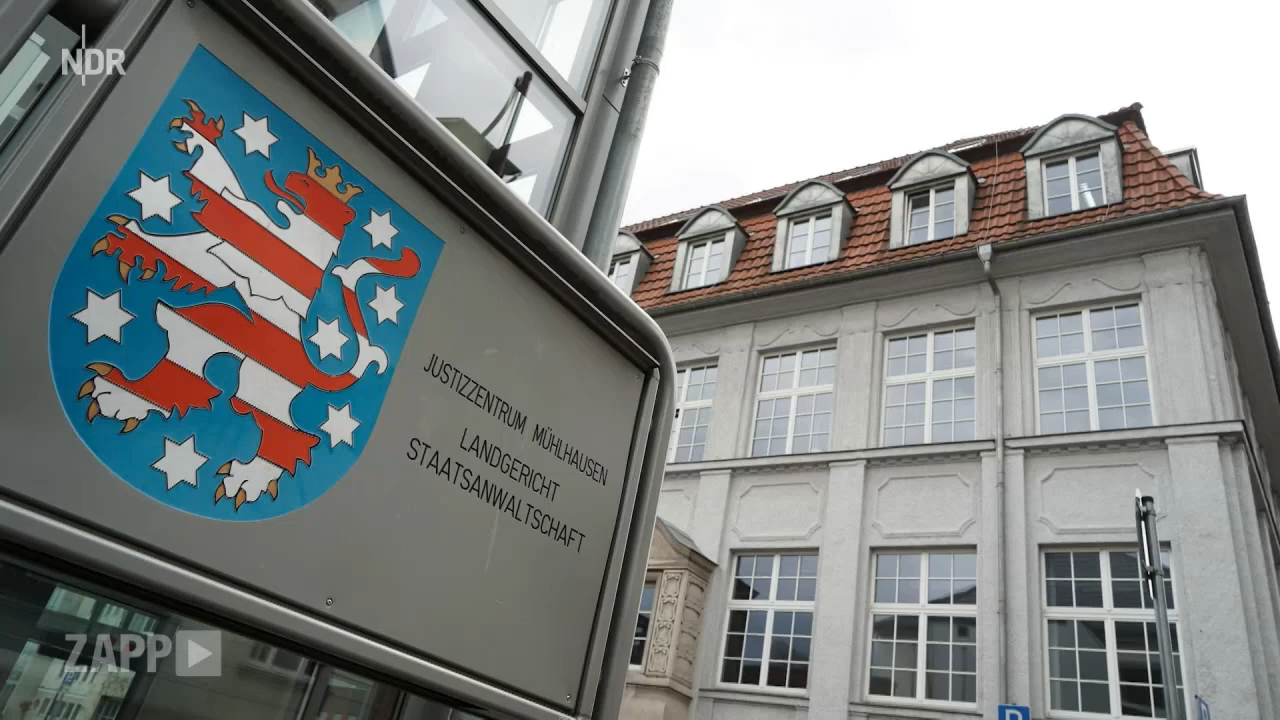 NDR
JUSTIZZENTRUM MÜHLHAUSEN
LANDGERICHT
STAATSANWALTSCHAFT
ZAPP
P